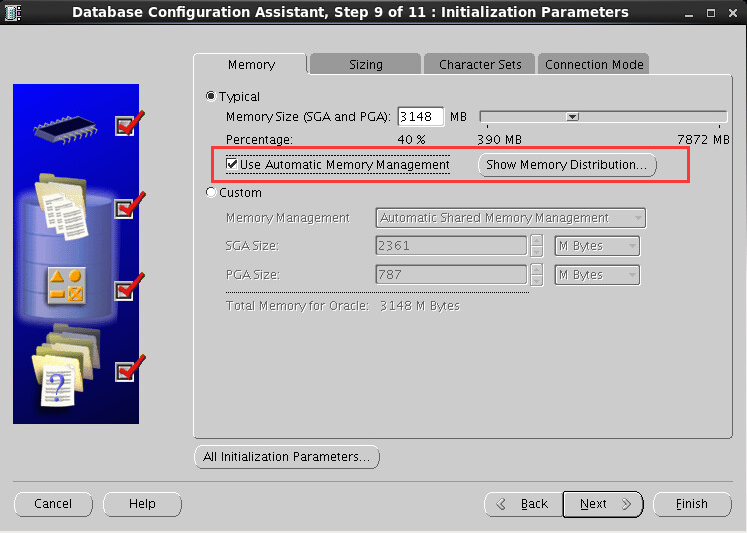 Database Configuration Assistant, Step 9 of 11 : Initialization Parameters
Memory Sizing Character Sets Connection Mode
Typical
Memory Size (SGA and PGA): 3148 MB
Percentage: 40 % 390 MB 7872 MB
Use Automatic Memory Management Show Memory Distribution...
Custom
Memory Management Automatic Shared Memory Management
SGA Size: 2361 M Bytes
PGA Size: 787 M Bytes
Total Memory for Oracle: 3148 M Bytes
?
All Initialization Parameters...
Cancel Help Back Next Finish